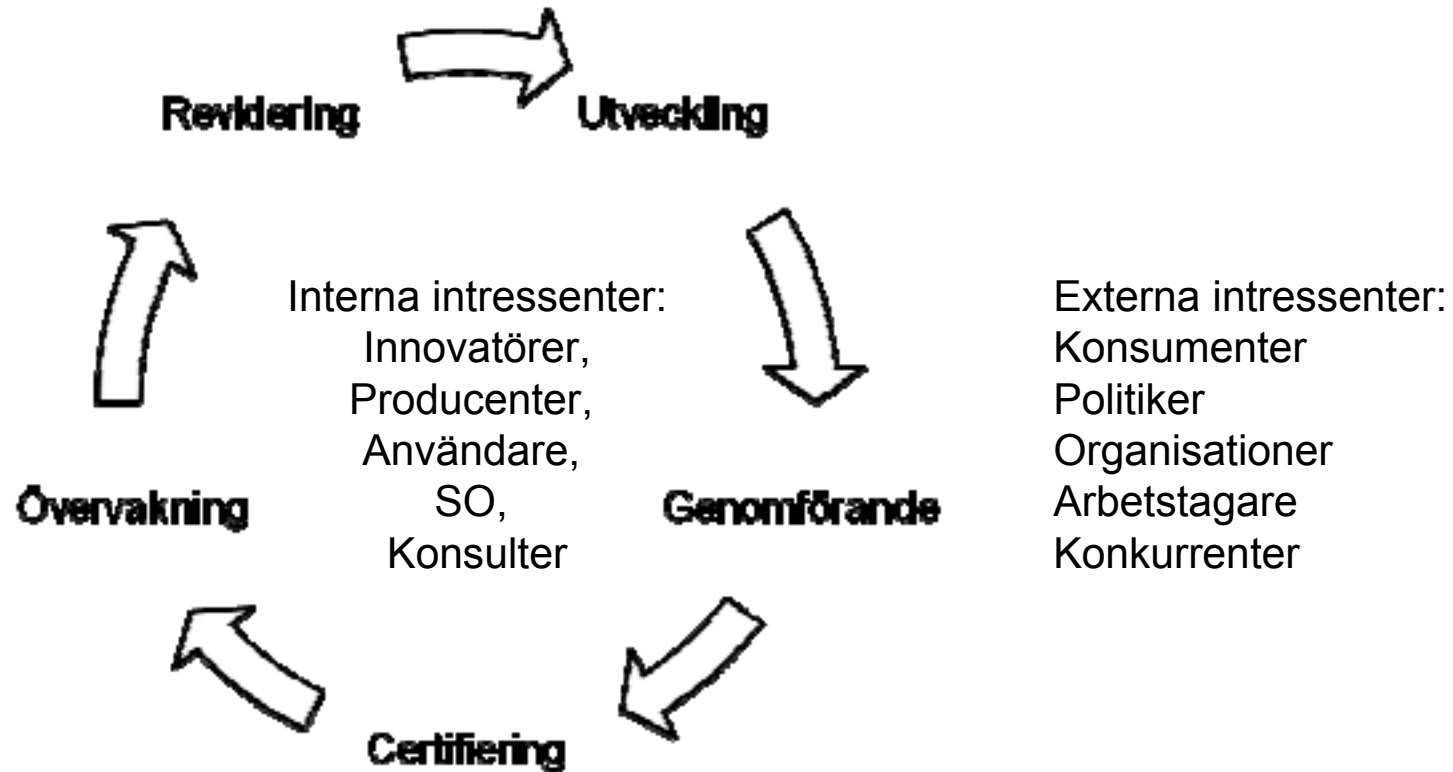 Revidering
Utveckling
Interna intressenter:
Innovatörer,
Producenter,
Användare,
SO,
Konsulter
Externa intressenter:
Konsumenter
Politiker
Organisationer
Arbetstagare
Konkurrenter
Övervakning
Genomförande
Certifiering